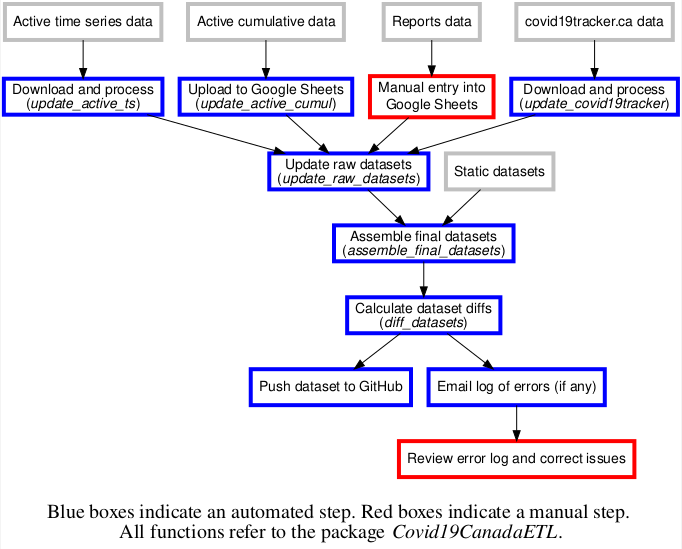 Active time series data
Active cumulative data
Reports data
covid19tracker.ca data
Download and process
(update_active_ts)
Upload to Google Sheets
(update_active_cumul)
Manual entry into
Google Sheets
Download and process
(update_covid19tracker)
Update raw datasets
(update_raw_datasets)
Static datasets
Assemble final datasets
(assemble_final_datasets)
Calculate dataset diffs
(diff_datasets)
Push dataset to GitHub
Email log of errors (if any)
Review error log and correct issues
Blue boxes indicate an automated step. Red boxes indicate a manual step.
All functions refer to the package Covid19CanadaETL.